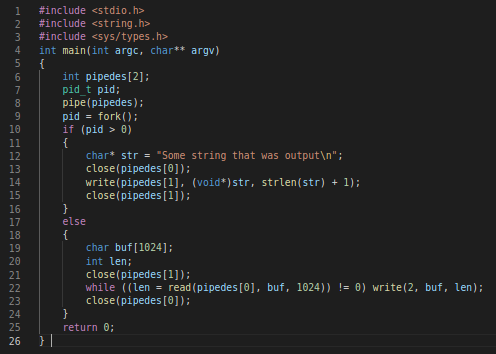 1 #include <stdio.h>
2 #include <string.h>
3 #include <sys/types.h>
4 int main(int argc, char** argv)
5 {
6     int pipedes[2];
7     pid_t pid;
8     pipe(pipedes);
9     pid = fork();
10     if (pid > 0)
11     {
12         char* str = "Some string that was output\n";
13         close(pipedes[0]);
14         write(pipedes[1], (void*)str, strlen(str) + 1);
15         close(pipedes[1]);
16     }
17     else
18     {
19         char buf[1024];
20         int len;
21         close(pipedes[1]);
22         while ((len = read(pipedes[0], buf, 1024)) != 0) write(2, buf, len);
23         close(pipedes[0]);
24     }
25     return 0;
26 }